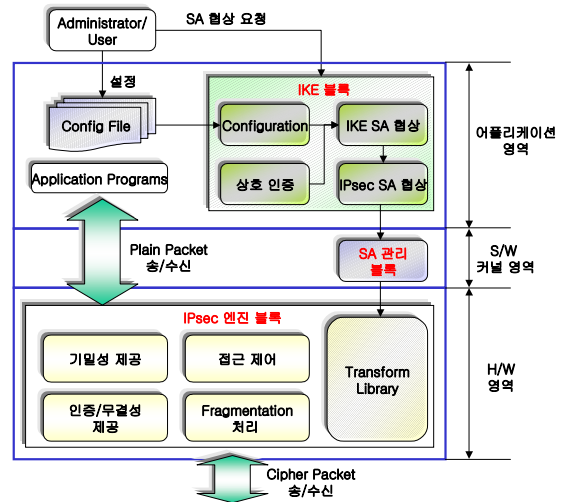 Administrator/
User
SA 협상 요청
설정
IKE 블록
Config File
Configuration
IKE SA 협상
어플리케이션
영역
Application Programs
상호 인증
IPsec SA 협상
Plain Packet
송/수신
SA 관리
블록
S/W
커널 영역
IPsec 엔진 블록
기밀성 제공
접근 제어
Transform
Library
H/W
영역
인증/무결성
제공
Fragmentation
처리
Cipher Packet
송/수신